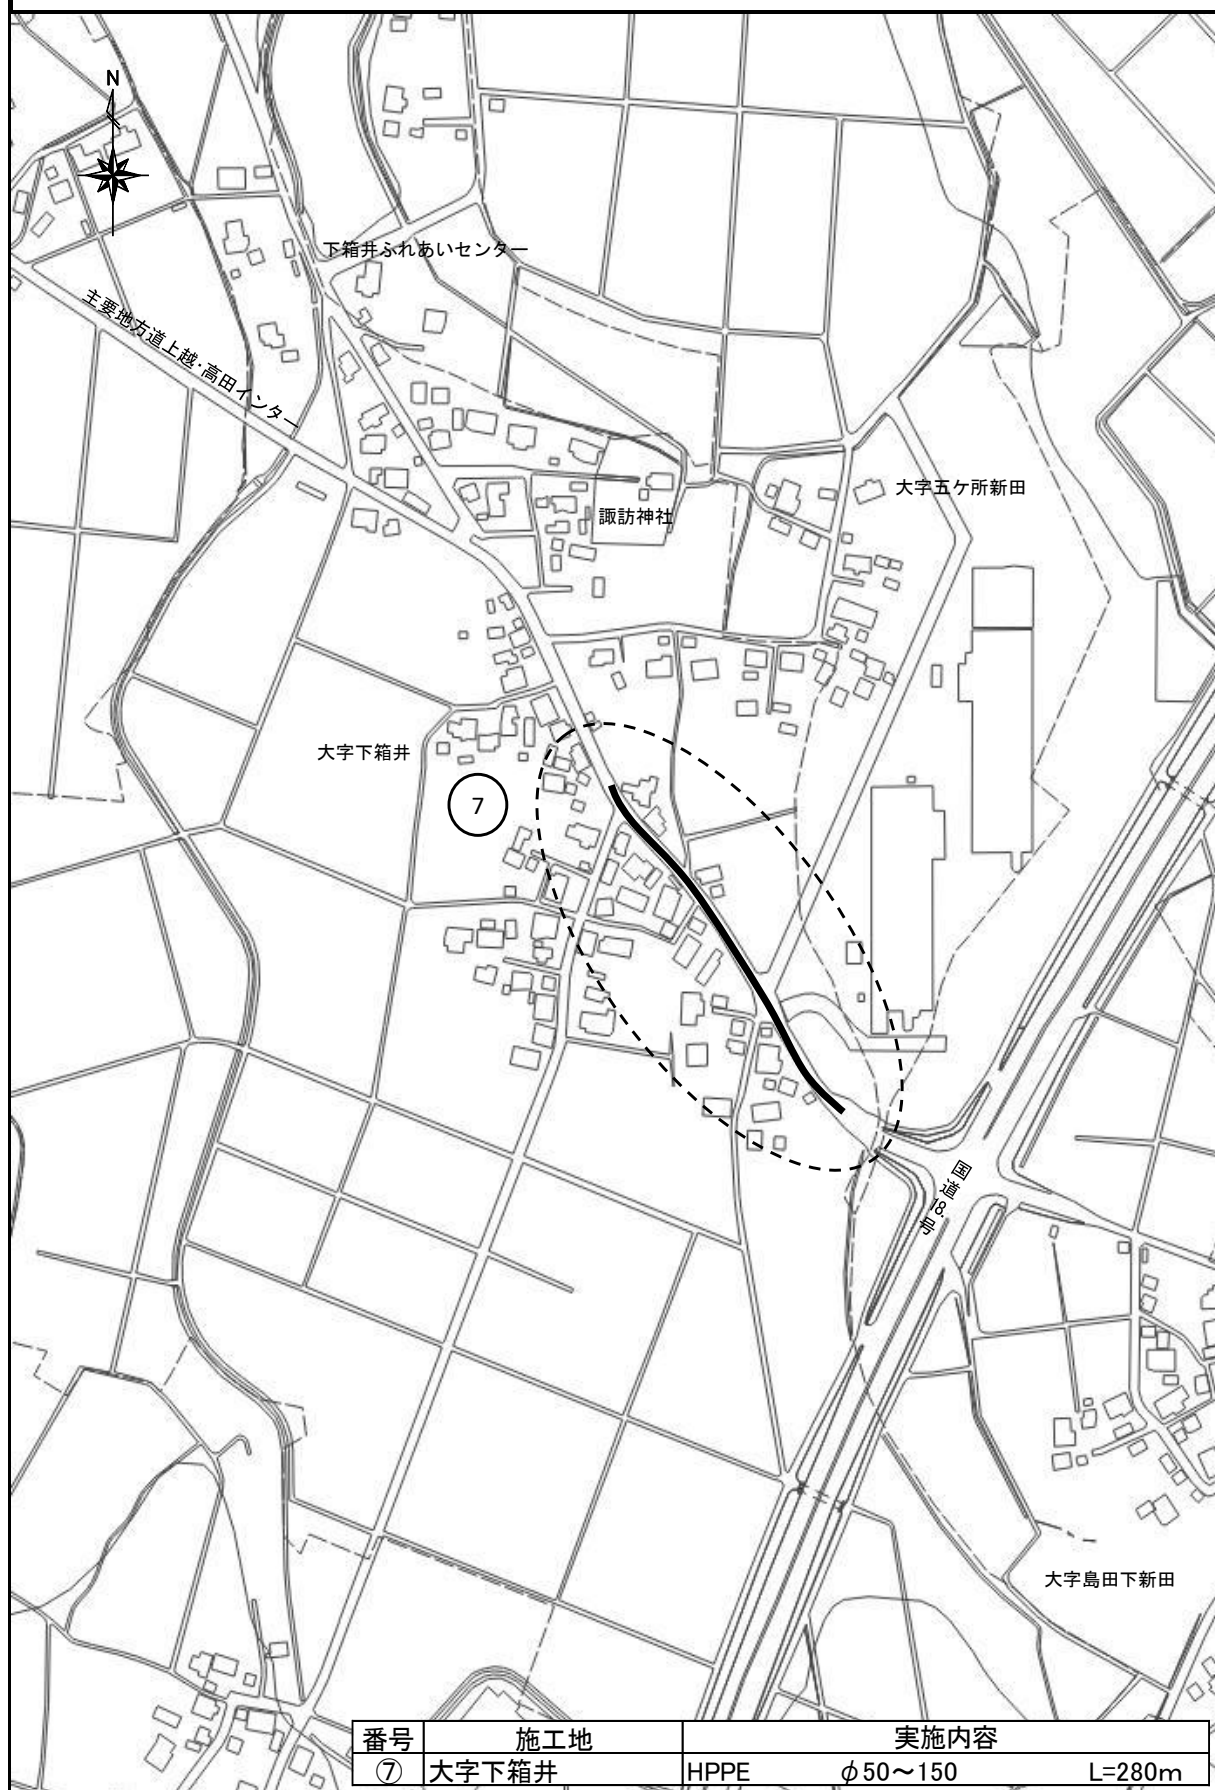 N
下箱井ふれあいセンター
主要地方道上越・高田インター
大字五ケ所新田
諏訪神社
大字下箱井
7
国道18号
大字島田下新田
番号 施工地 実施内容
⑦ 大字下箱井 HPPE φ50～150 L=280m